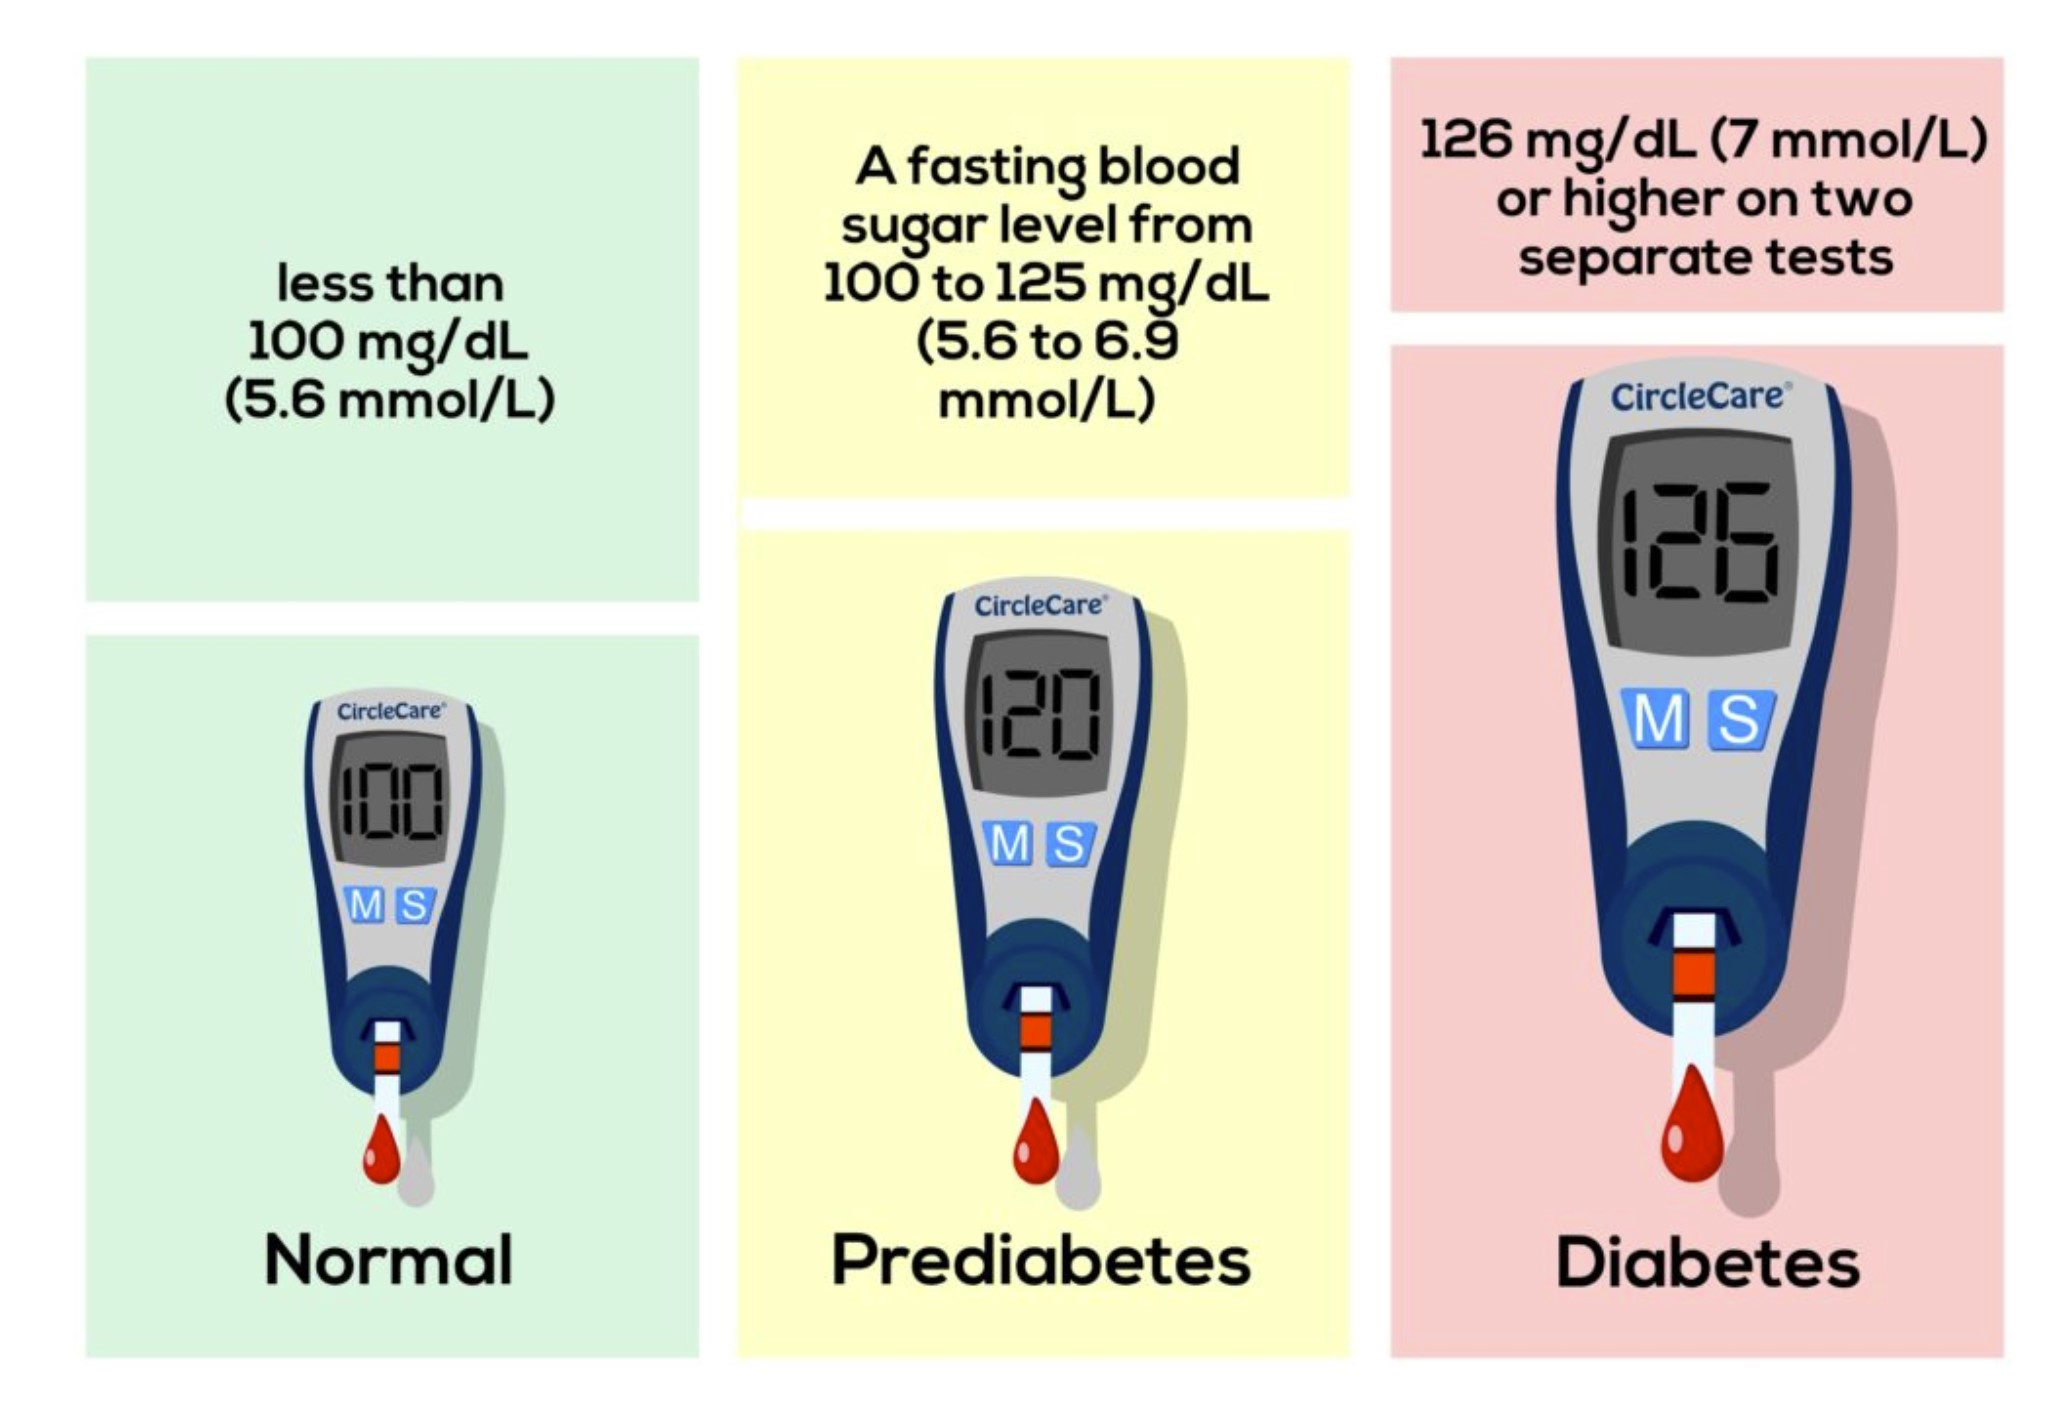 less than
100 mg/dL
(5.6 mmol/L)
CircleCare®
100
M S
Normal
A fasting blood
sugar level from
100 to 125 mg/dL
(5.6 to 6.9
mmol/L)
CircleCare®
120
M S
Prediabetes
126 mg/dL (7 mmol/L)
or higher on two
separate tests
CircleCare®
126
M S
Diabetes